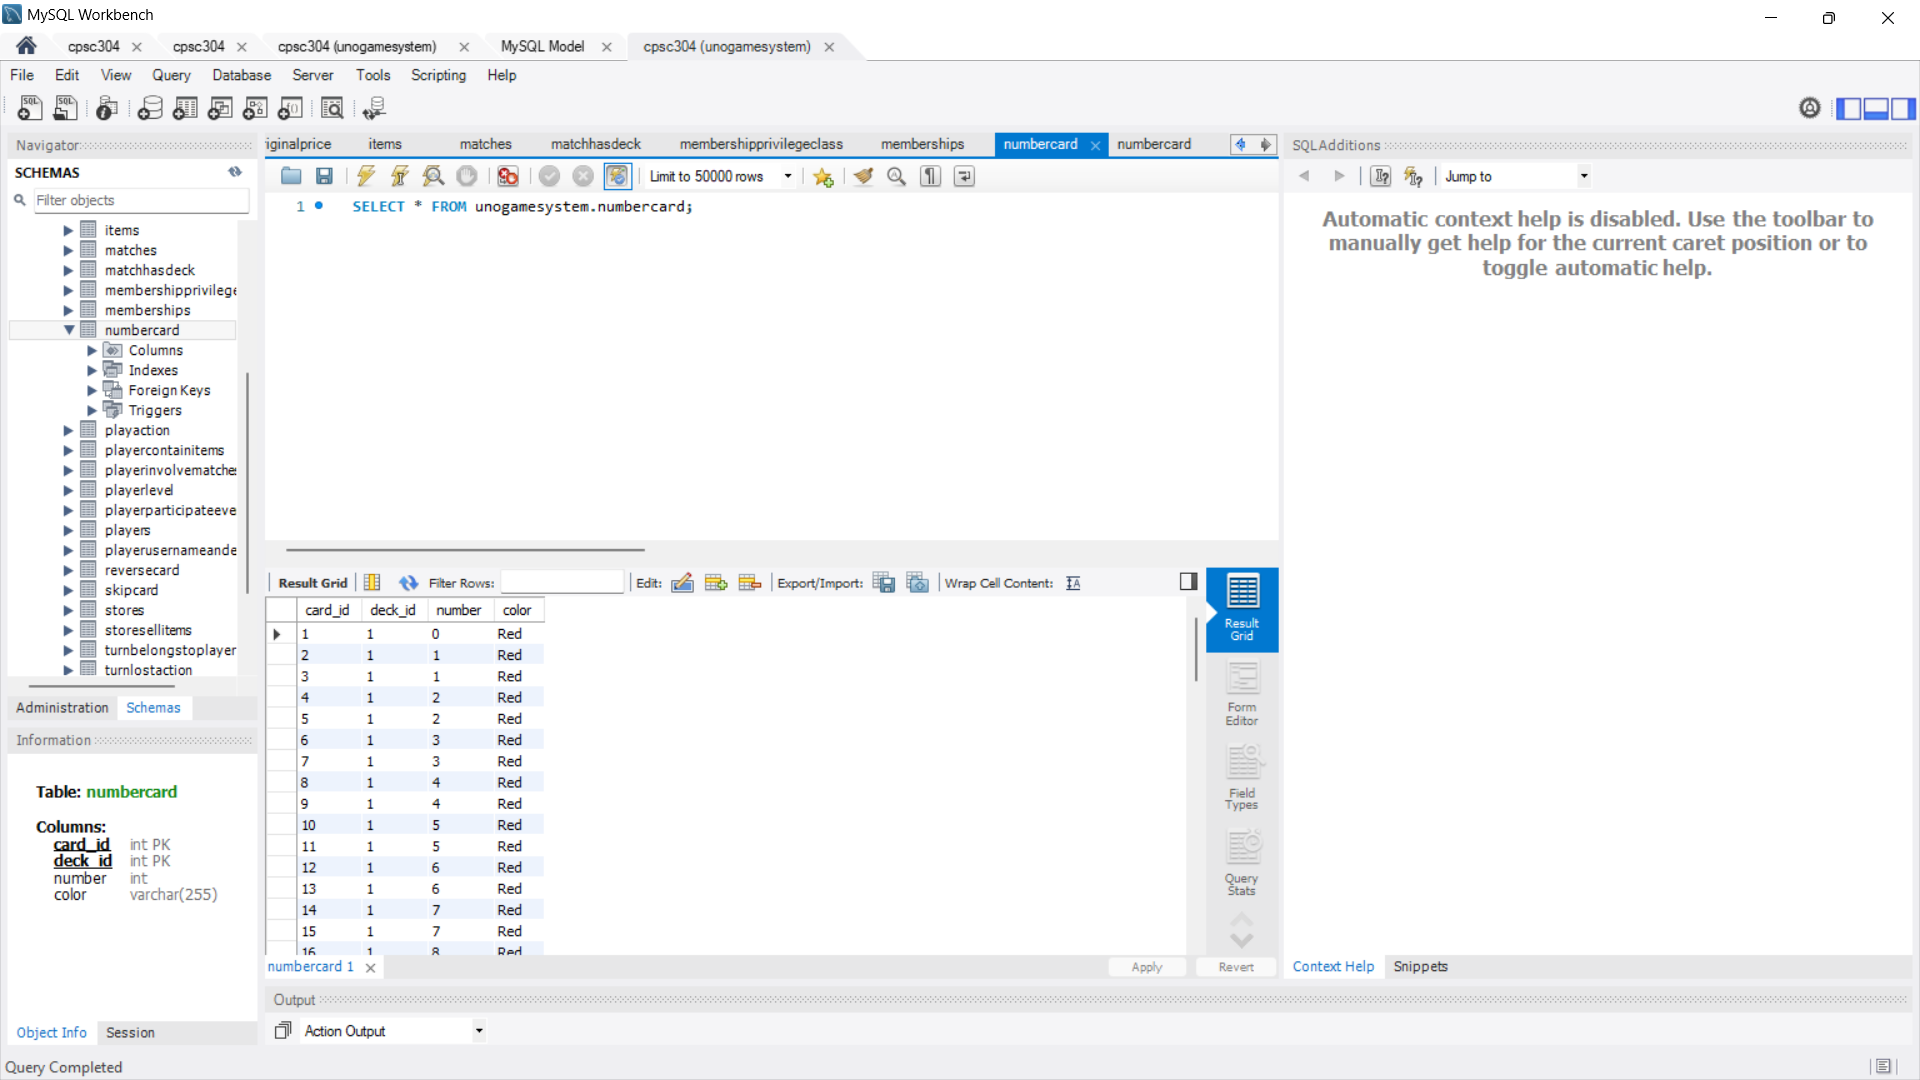 MySQL Workbench
cpsc304
cpsc304
cpsc304 (unogamesystem)
MySQL Model
cpsc304 (unogamesystem)
File Edit View Query Database Server Tools Scripting Help
Navigator
SCHEMAS
Filter objects
items
matches
matchhasdeck
membershipprivilege
memberships
numbercard
Columns
Indexes
Foreign Keys
Triggers
playaction
playercontainitems
playerinvolvematche
playerlevel
playerparticipateeve
players
playerusernameande
reversecard
skipcard
stores
storesellitems
turnbelongstoplayer
turnlostaction
Administration Schemas
Information
Table: numbercard
Columns:
card_id int PK
deck_id int PK
number int
color varchar(255)
Object Info Session
iginalprice items matches matchhasdeck membershipprivilegeclass memberships numbercard numbercard
Limit to 50000 rows
1 SELECT * FROM unogamesystem.numbercard;
Result Grid Filter Rows: Edit: Export/Import: Wrap Cell Content:
card_id deck_id number color
1 1 0 Red
2 1 1 Red
3 1 1 Red
4 1 2 Red
5 1 2 Red
6 1 3 Red
7 1 3 Red
8 1 4 Red
9 1 4 Red
10 1 5 Red
11 1 5 Red
12 1 6 Red
13 1 6 Red
14 1 7 Red
15 1 7 Red
16 1 8 Red
Result
Grid
Form
Editor
Field
Types
Query
Stats
numbercard 1
Apply Revert
SQLAdditions
Jump to
Automatic context help is disabled. Use the toolbar to
manually get help for the current caret position or to
toggle automatic help.
Context Help Snippets
Output
Action Output
Query Completed